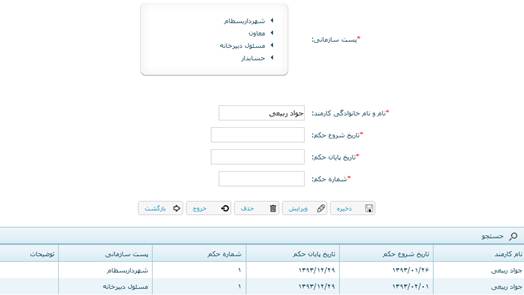 شهرداربسطام
معاون
مسئول دبیرخانه
حسابدار
*پست سازمانی:
*نام و نام خانوادگی کارمند: جواد ربیعی
*تاریخ شروع حکم:
*تاریخ پایان حکم:
*شماره حکم:
ذخیره ویرایش حذف خروج بازگشت
جستجو
نام کارمند تاریخ شروع حکم تاریخ پایان حکم شماره حکم پست سازمانی توضیحات
جواد ربیعی ۱۳۹۳/۰۱/۲۶ ۱۳۹۳/۱۲/۲۹ ۱ شهرداربسطام
جواد ربیعی ۱۳۹۳/۰۲/۰۱ ۱۳۹۳/۱۲/۲۹ ۱ مسئول دبیرخانه